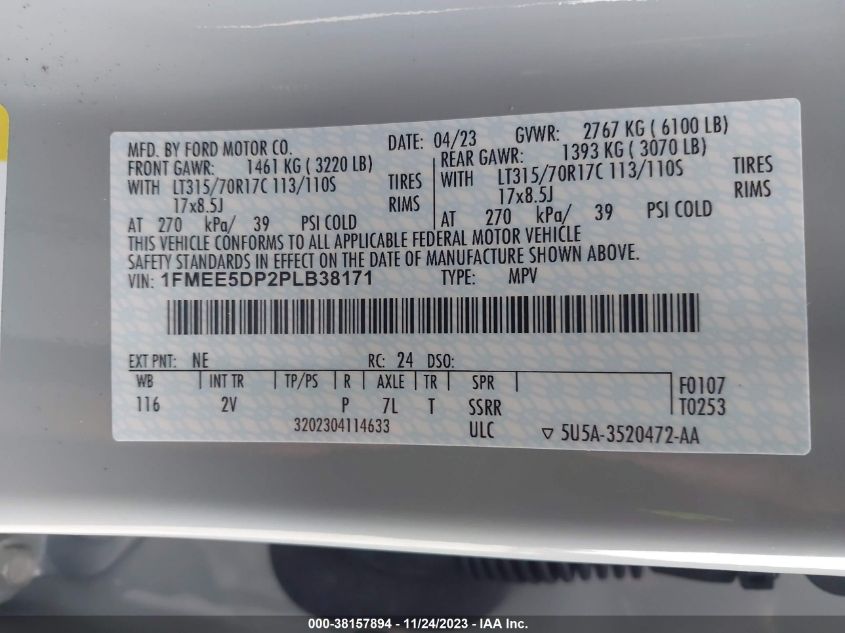 MFD. BY FORD MOTOR CO. DATE: 04/23 GVWR: 2767 KG ( 6100 LB)
FRONT GAWR: 1461 KG ( 3220 LB) REAR GAWR: 1393 KG ( 3070 LB)
WITH LT315/70R17C 113/110S TIRES WITH LT315/70R17C 113/110S TIRES
17x8.5J RIMS 17x8.5J RIMS
AT 270 kPa/ 39 PSI COLD AT 270 kPa/ 39 PSI COLD
THIS VEHICLE CONFORMS TO ALL APPLICABLE FEDERAL MOTOR VEHICLE
SAFETY STANDARDS IN EFFECT ON THE DATE OF MANUFACTURE SHOWN ABOVE.
VIN: 1FMEE5DP2PLB38171 TYPE: MPV
EXT PNT: NE RC: 24 DSO:
WB INT TR TP/PS R AXLE TR SPR F0107
116 2V P 7L T SSRR T0253
3202304114633 ULC ▽ 5U5A-3520472-AA
000-38157894 - 11/24/2023 - IAA Inc.